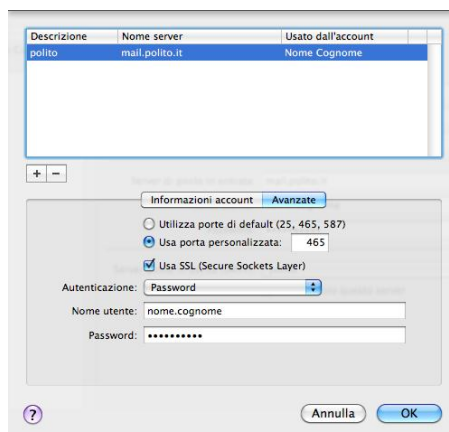 Descrizione Nome server Usato dall'account
polito mail.polito.it Nome Cognome
+ −
Informazioni account Avanzate
Utilizza porte di default (25, 465, 587)
Usa porta personalizzata: 465
Usa SSL (Secure Sockets Layer)
Autenticazione: Password
Nome utente: nome.cognome
Password: ••••••••••
? Annulla OK